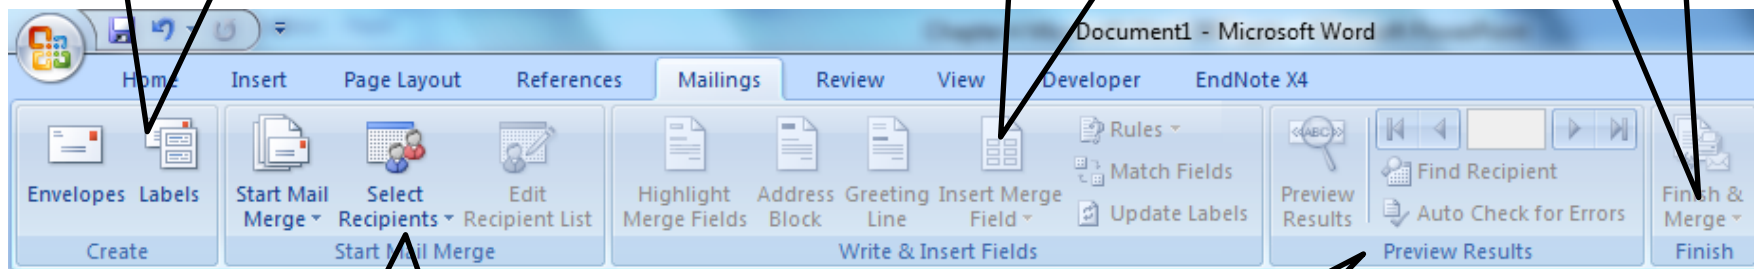 Document1 - Microsoft Word
Home Insert Page Layout References Mailings Review View Developer EndNote X4
Envelopes Labels
Start Mail Merge
Select Recipients
Edit Recipient List
Highlight Merge Fields
Address Block
Greeting Line
Insert Merge Field
Rules
Match Fields
Update Labels
«ABC»
Preview Results
Find Recipient
Auto Check for Errors
Finish & Merge
Create
Start Mail Merge
Write & Insert Fields
Preview Results
Finish